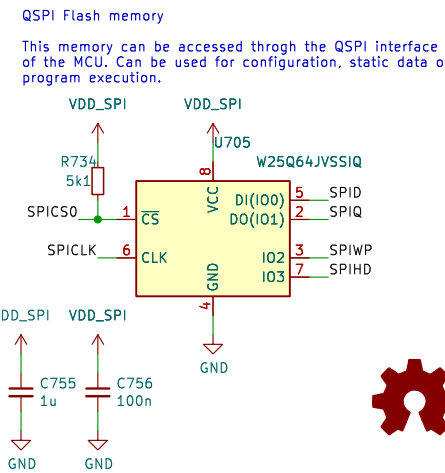 QSPI Flash memory
This memory can be accessed throgh the QSPI interface
of the MCU. Can be used for configuration, static data o
program execution.
VDD_SPI VDD_SPI
U705
R734 8 W25Q64JVSSIQ
5k1
VCC
SPICS0 1 CS DI(IO0) 5 SPID
DO(IO1) 2 SPIQ
SPICLK 6 CLK IO2 3 SPIWP
IO3 7 SPIHD
GND
4
DD_SPI VDD_SPI
GND
C755 C756
1u 100n
GND GND